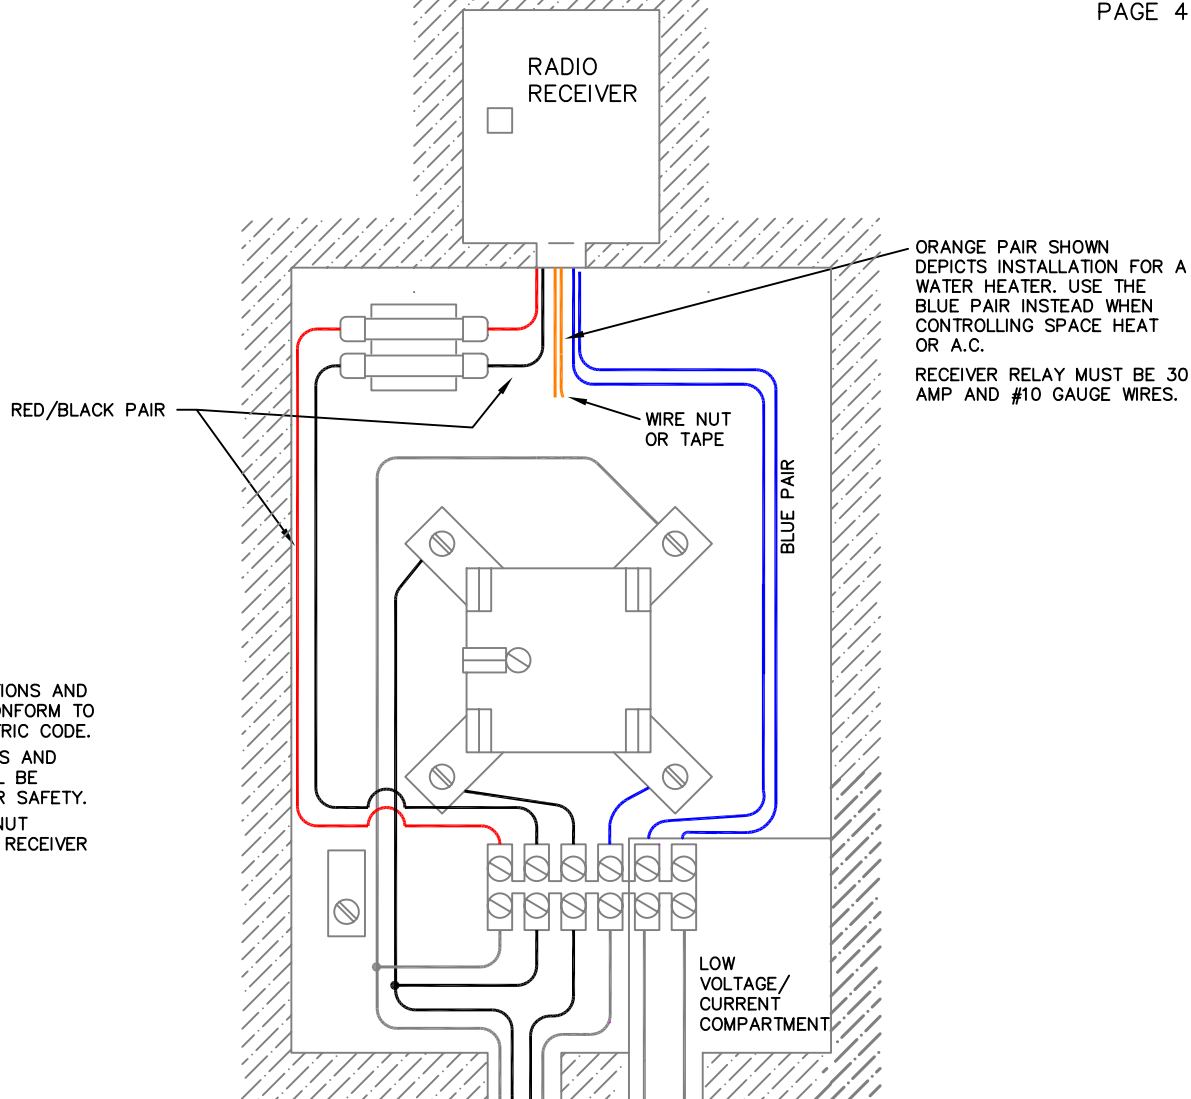 PAGE 4
RADIO
RECEIVER
ORANGE PAIR SHOWN
DEPICTS INSTALLATION FOR A
WATER HEATER. USE THE
BLUE PAIR INSTEAD WHEN
CONTROLLING SPACE HEAT
OR A.C.
RECEIVER RELAY MUST BE 30
AMP AND #10 GAUGE WIRES.
RED/BLACK PAIR
WIRE NUT
OR TAPE
BLUE PAIR
TIONS AND
ONFORM TO
TRIC CODE.
S AND
L BE
R SAFETY.
NUT
RECEIVER
LOW
VOLTAGE/
CURRENT
COMPARTMENT